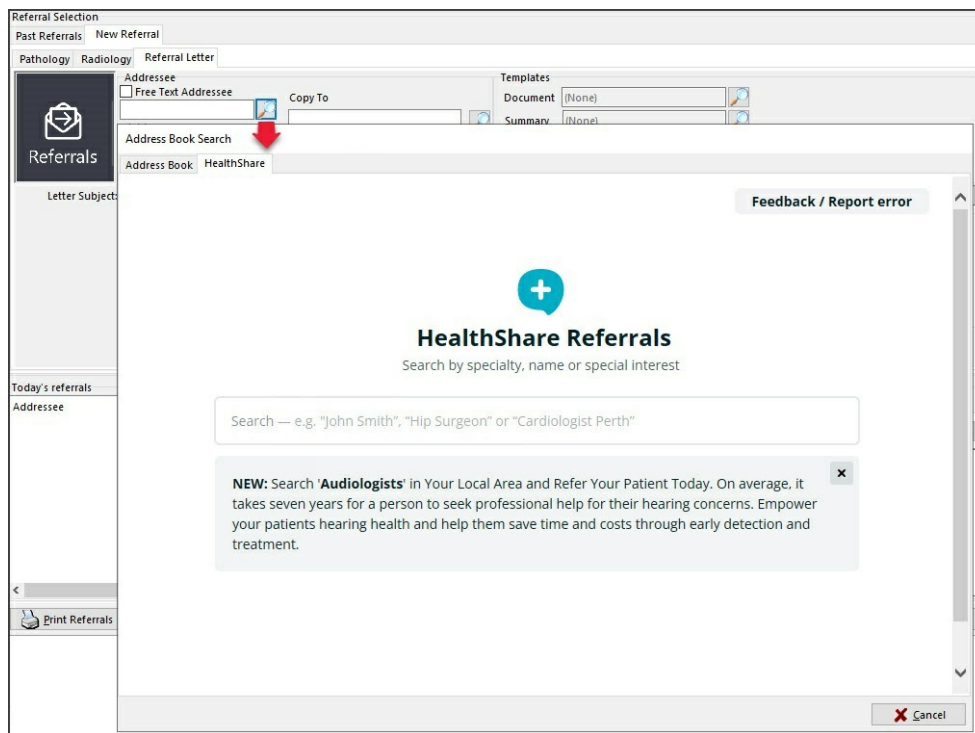 Referral Selection
Past Referrals New Referral
Pathology Radiology Referral Letter
Addressee
Free Text Addressee
Copy To
Templates
Document (None)
Summary (None)
Referrals
Letter Subject:
Address Book Search
Address Book HealthShare
Feedback / Report error
HealthShare Referrals
Search by specialty, name or special interest
Search — e.g. "John Smith", "Hip Surgeon" or "Cardiologist Perth"
NEW: Search 'Audiologists' in Your Local Area and Refer Your Patient Today. On average, it
takes seven years for a person to seek professional help for their hearing concerns. Empower
your patients hearing health and help them save time and costs through early detection and
treatment.
Today's referrals
Addressee
Print Referrals
Cancel